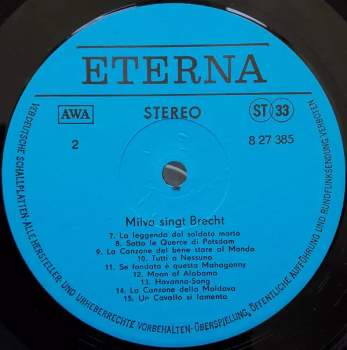 ETERNA
AWA
STEREO
ST 33
2
8 27 385
Milva singt Brecht
7. La leggenda del soldato morto
8. Sotto le Querce di Potsdam
9. La Canzone del bene stare al Mondo
10. Tutti a Nessuno
11. Se fondata è questa Mahagonny
12. Moon of Alabama
13. Havanna-Song
14. La Canzone della Moldava
15. Un Cavallo si lamenta
VEB DEUTSCHE SCHALLPLATTEN · ALLE HERSTELLER- UND URHEBERRECHTE VORBEHALTEN - ÜBERSPIELUNG, ÖFFENTLICHE AUFFÜHRUNG UND RUNDFUNKSENDUNG VERBOTEN